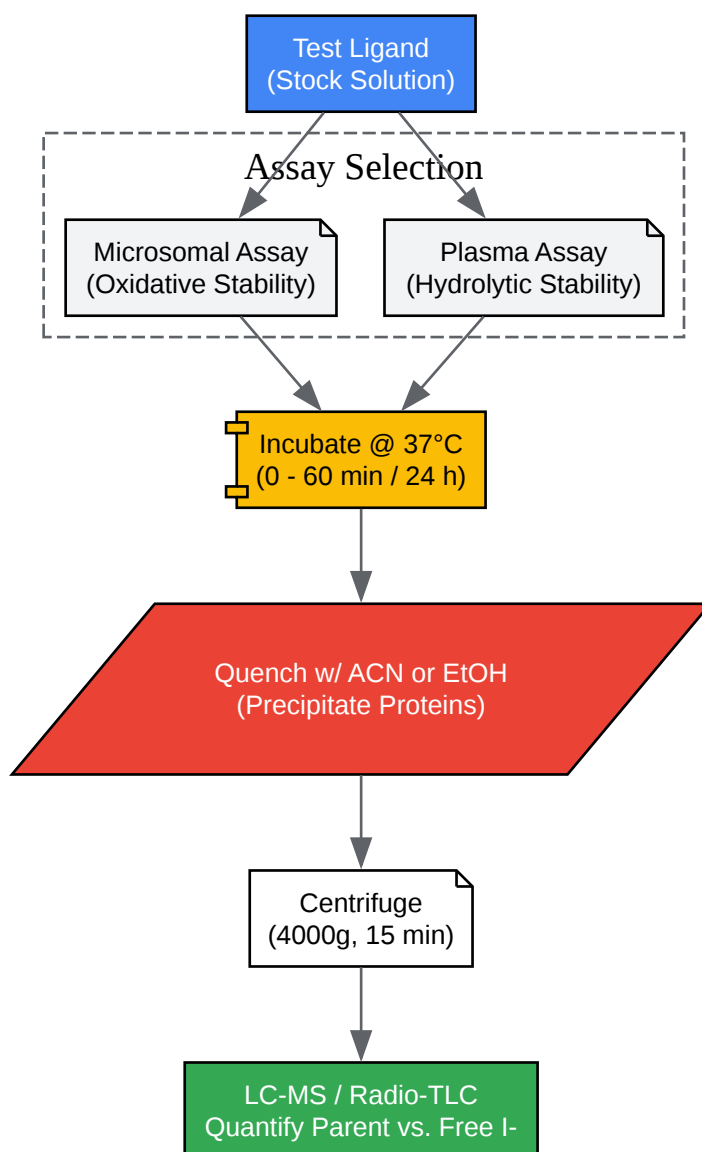 Test Ligand
(Stock Solution)
Assay Selection
Microsomal Assay
(Oxidative Stability)
Plasma Assay
(Hydrolytic Stability)
Incubate @ 37°C
(0 - 60 min / 24 h)
Quench w/ ACN or EtOH
(Precipitate Proteins)
Centrifuge
(4000g, 15 min)
LC-MS / Radio-TLC
Quantify Parent vs. Free I-